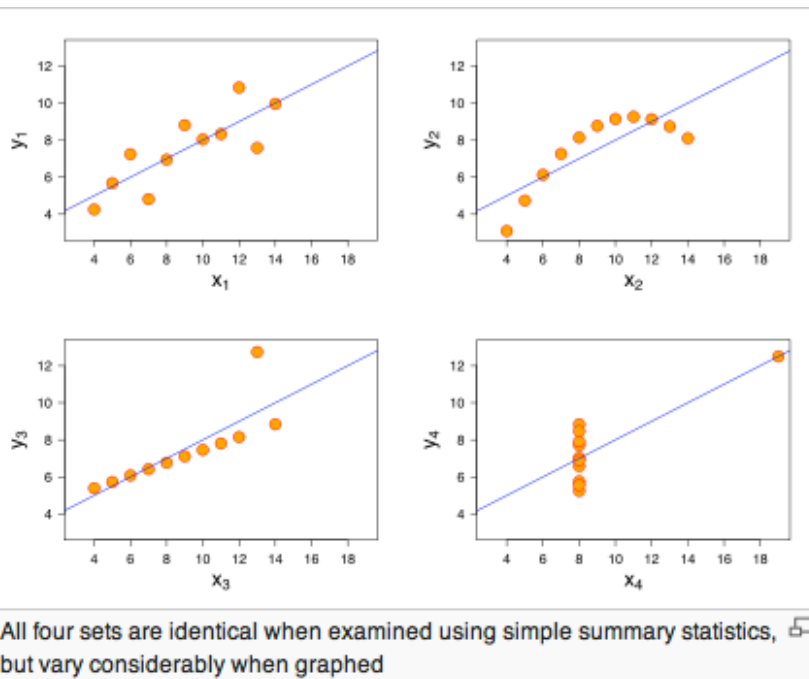 12
10
8
6
4
y1
4 6 8 10 12 14 16 18
x1
12
10
8
6
4
y2
4 6 8 10 12 14 16 18
x2
12
10
8
6
4
y3
4 6 8 10 12 14 16 18
x3
12
10
8
6
4
y4
4 6 8 10 12 14 16 18
x4
All four sets are identical when examined using simple summary statistics,
but vary considerably when graphed